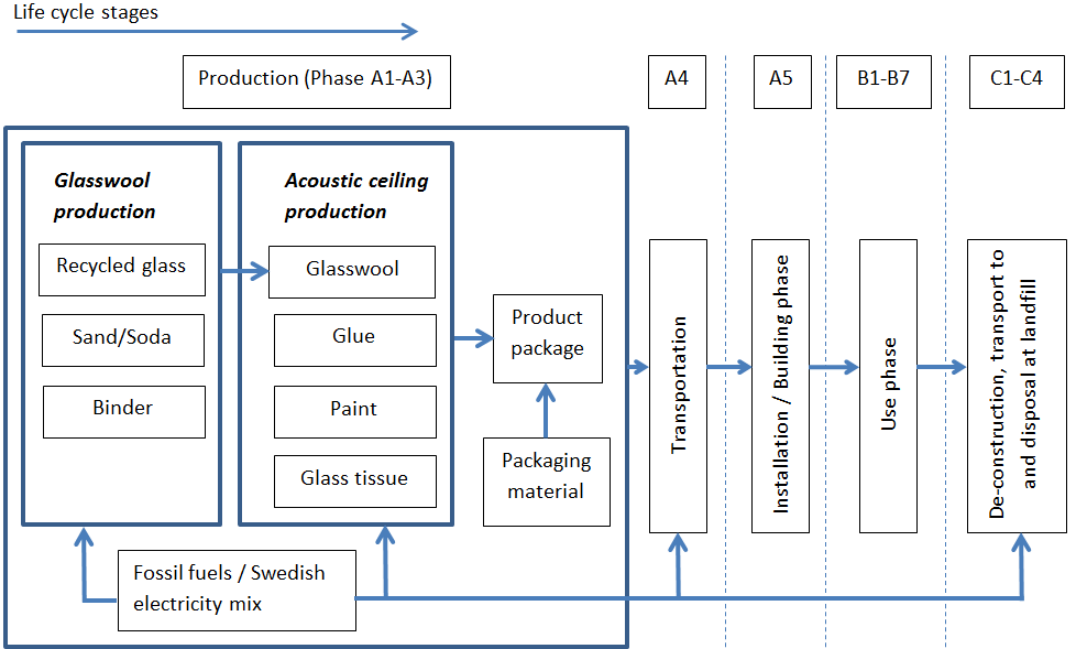 Life cycle stages
Production (Phase A1-A3)
A4
A5
B1-B7
C1-C4
Glasswool
production
Recycled glass
Sand/Soda
Binder
Acoustic ceiling
production
Glasswool
Glue
Paint
Glass tissue
Product
package
Packaging
material
Fossil fuels / Swedish
electricity mix
Transportation
Installation / Building phase
Use phase
De-construction, transport to
and disposal at landfill